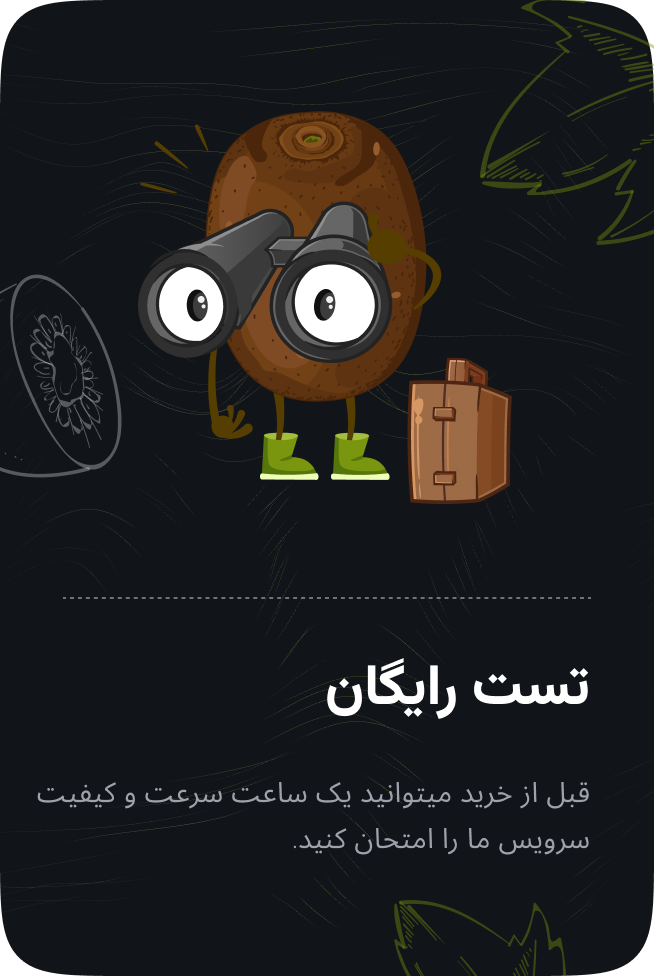 تست رایگان
قبل از خرید میتوانید یک ساعت سرعت و کیفیت
سرویس ما را امتحان کنید.